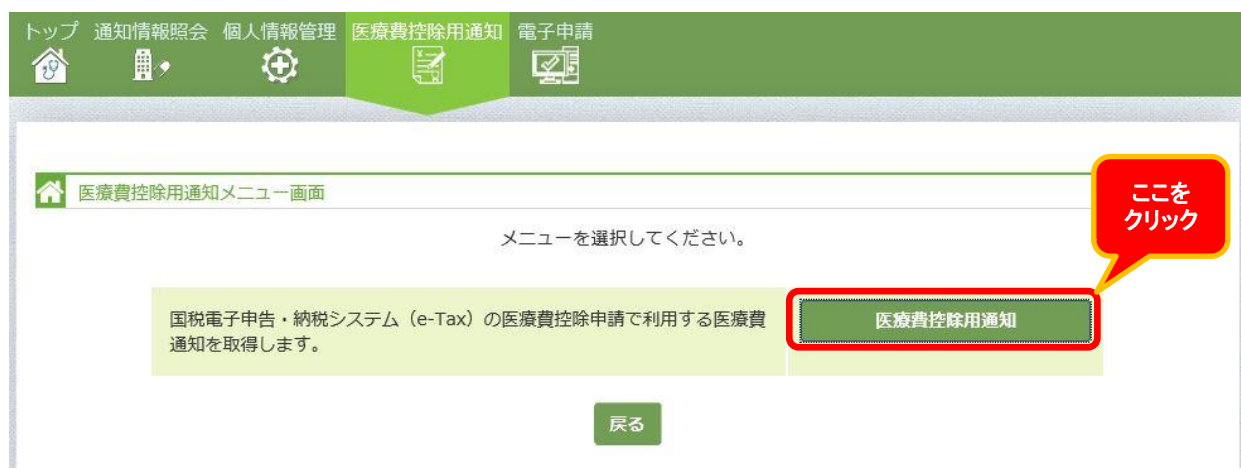 トップ 通知情報照会 個人情報管理 医療費控除用通知 電子申請
医療費控除用通知メニュー画面
ここを
クリック
メニューを選択してください。
国税電子申告・納税システム(e-Tax)の医療費控除申請で利用する医療費
通知を取得します。
医療費控除用通知
戻る